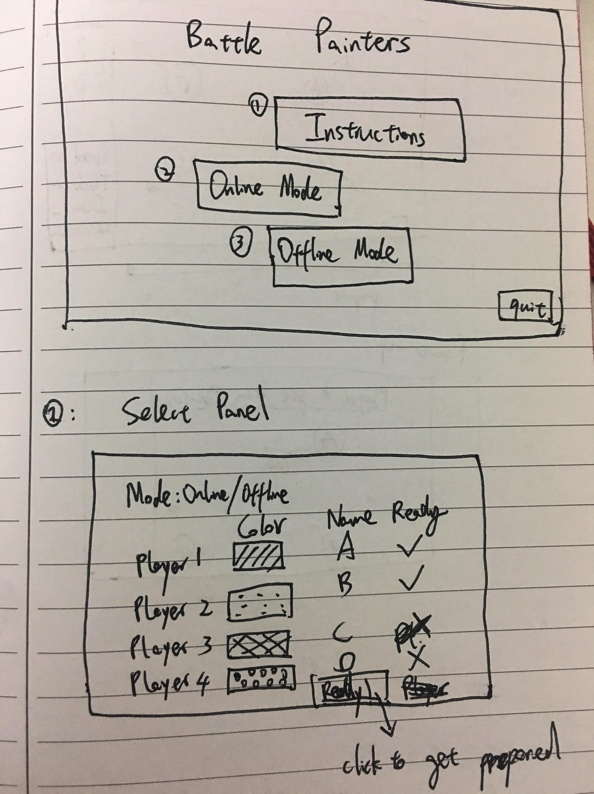 Battle Painters
① Instructions
② Online Mode
③ Offline Mode
quit
②: Select Panel
Mode: Online/Offline
Color Name Ready
Player 1 A ✓
Player 2 B ✓
Player 3 C
Player 4 D X
Ready!
click to get prepared